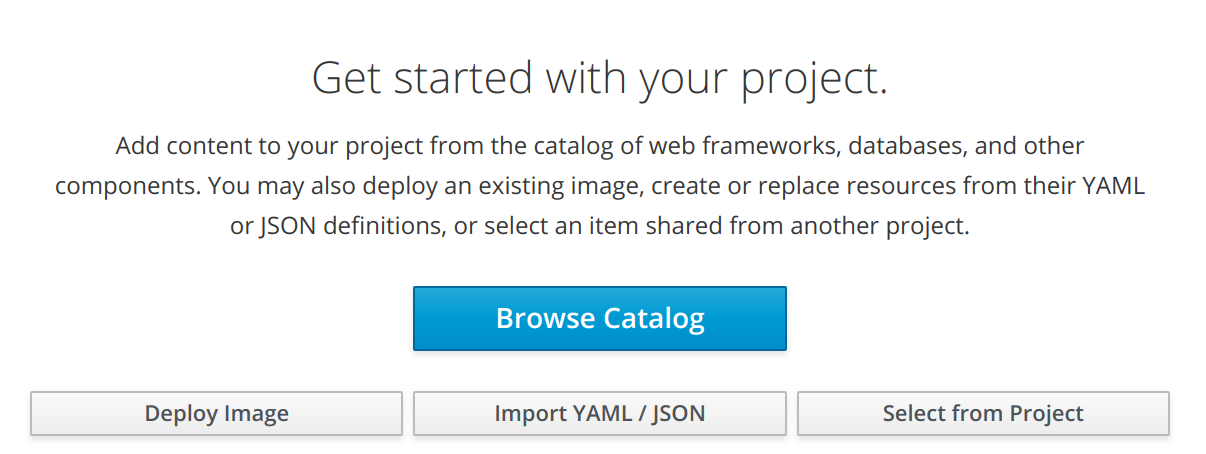 Get started with your project.
Add content to your project from the catalog of web frameworks, databases, and other
components. You may also deploy an existing image, create or replace resources from their YAML
or JSON definitions, or select an item shared from another project.
Browse Catalog
Deploy Image
Import YAML / JSON
Select from Project